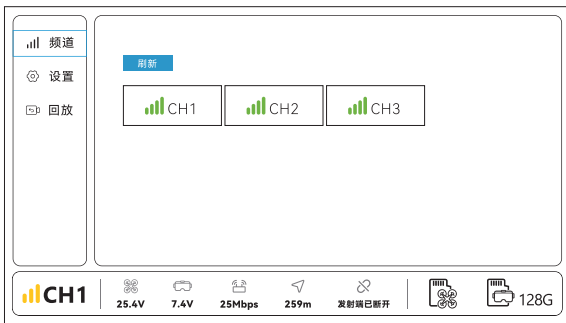 频道
设置
回放
刷新
CH1
CH2
CH3
CH1
25.4V
7.4V
25Mbps
259m
发射端已断开
128G